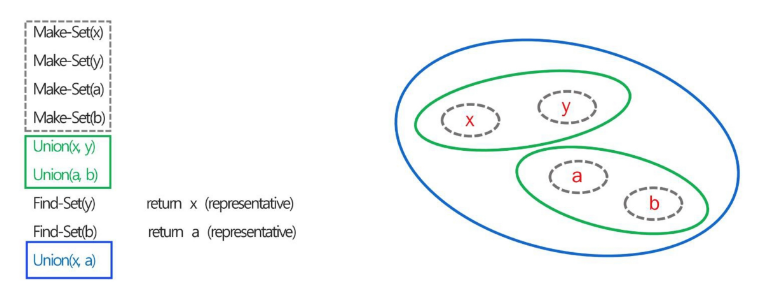 Make-Set(x)
Make-Set(y)
Make-Set(a)
Make-Set(b)
Union(x, y)
Union(a, b)
Find-Set(y) return x (representative)
Find-Set(b) return a (representative)
Union(x, a)
x
y
a
b